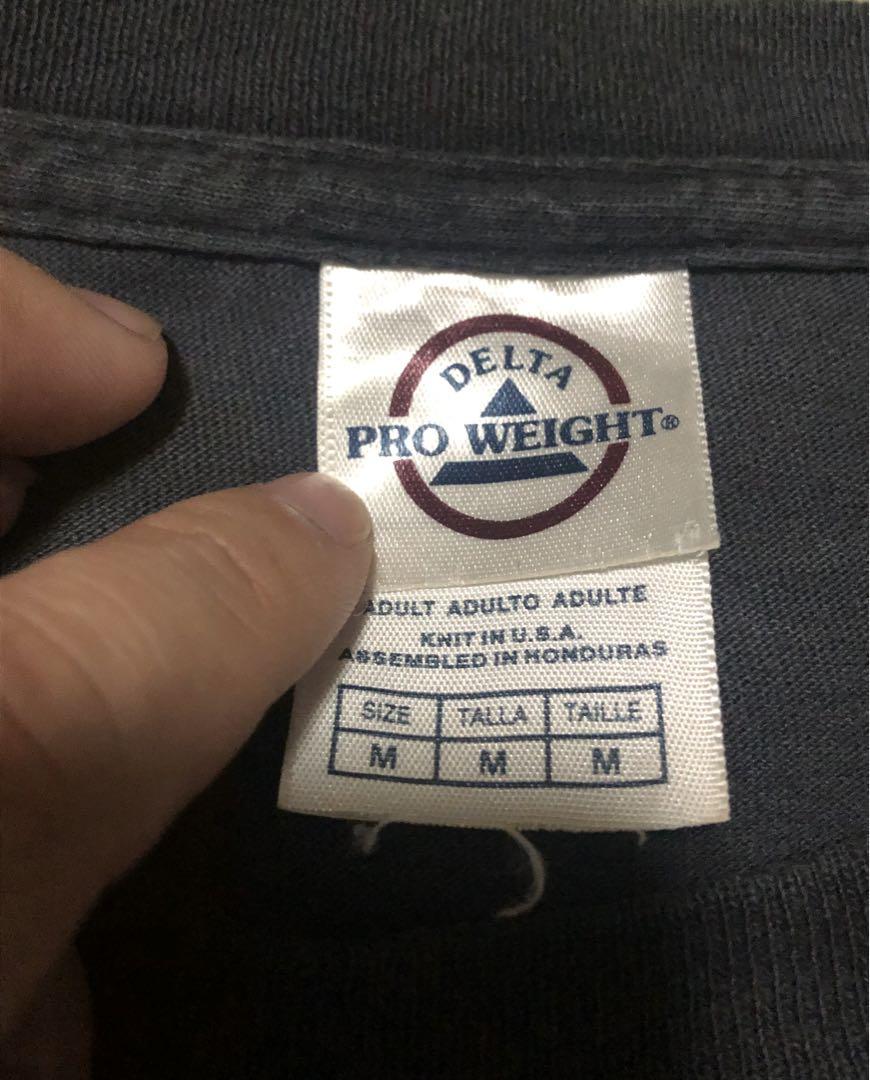 DELTA
PRO WEIGHT®
ADULT ADULTO ADULTE
KNIT IN U.S.A.
ASSEMBLED IN HONDURAS
SIZE TALLA TAILLE
M M M